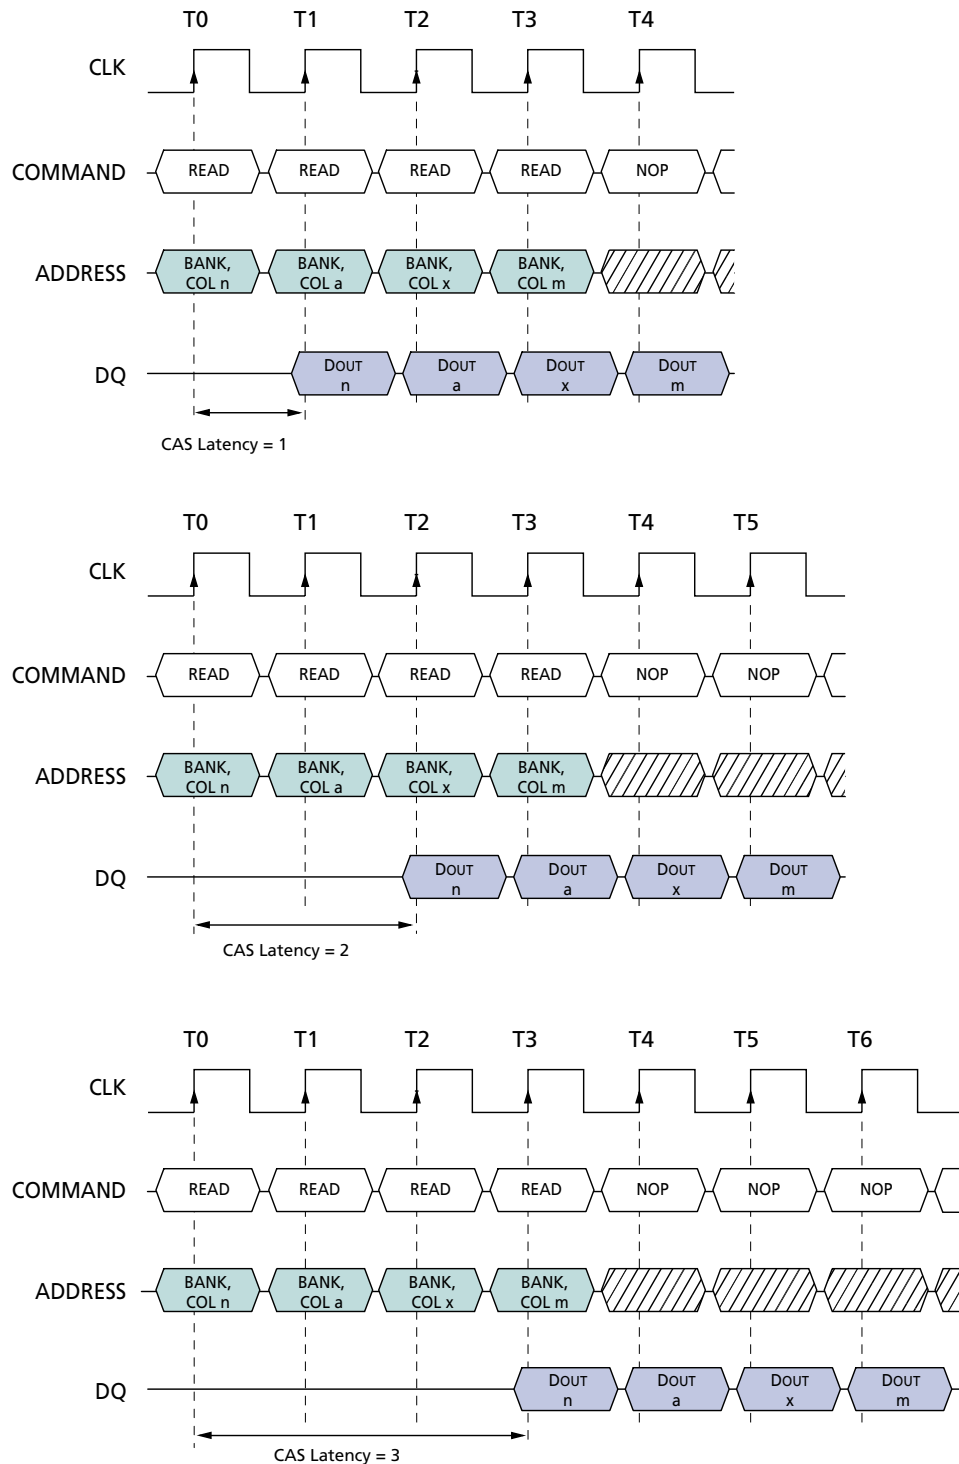 T0 T1 T2 T3 T4
CLK
COMMAND READ READ READ READ NOP
ADDRESS BANK, COL n BANK, COL a BANK, COL x BANK, COL m
DQ DOUT n DOUT a DOUT x DOUT m
CAS Latency = 1
T0 T1 T2 T3 T4 T5
CLK
COMMAND READ READ READ READ NOP NOP
ADDRESS BANK, COL n BANK, COL a BANK, COL x BANK, COL m
DQ DOUT n DOUT a DOUT x DOUT m
CAS Latency = 2
T0 T1 T2 T3 T4 T5 T6
CLK
COMMAND READ READ READ READ NOP NOP NOP
ADDRESS BANK, COL n BANK, COL a BANK, COL x BANK, COL m
DQ DOUT n DOUT a DOUT x DOUT m
CAS Latency = 3